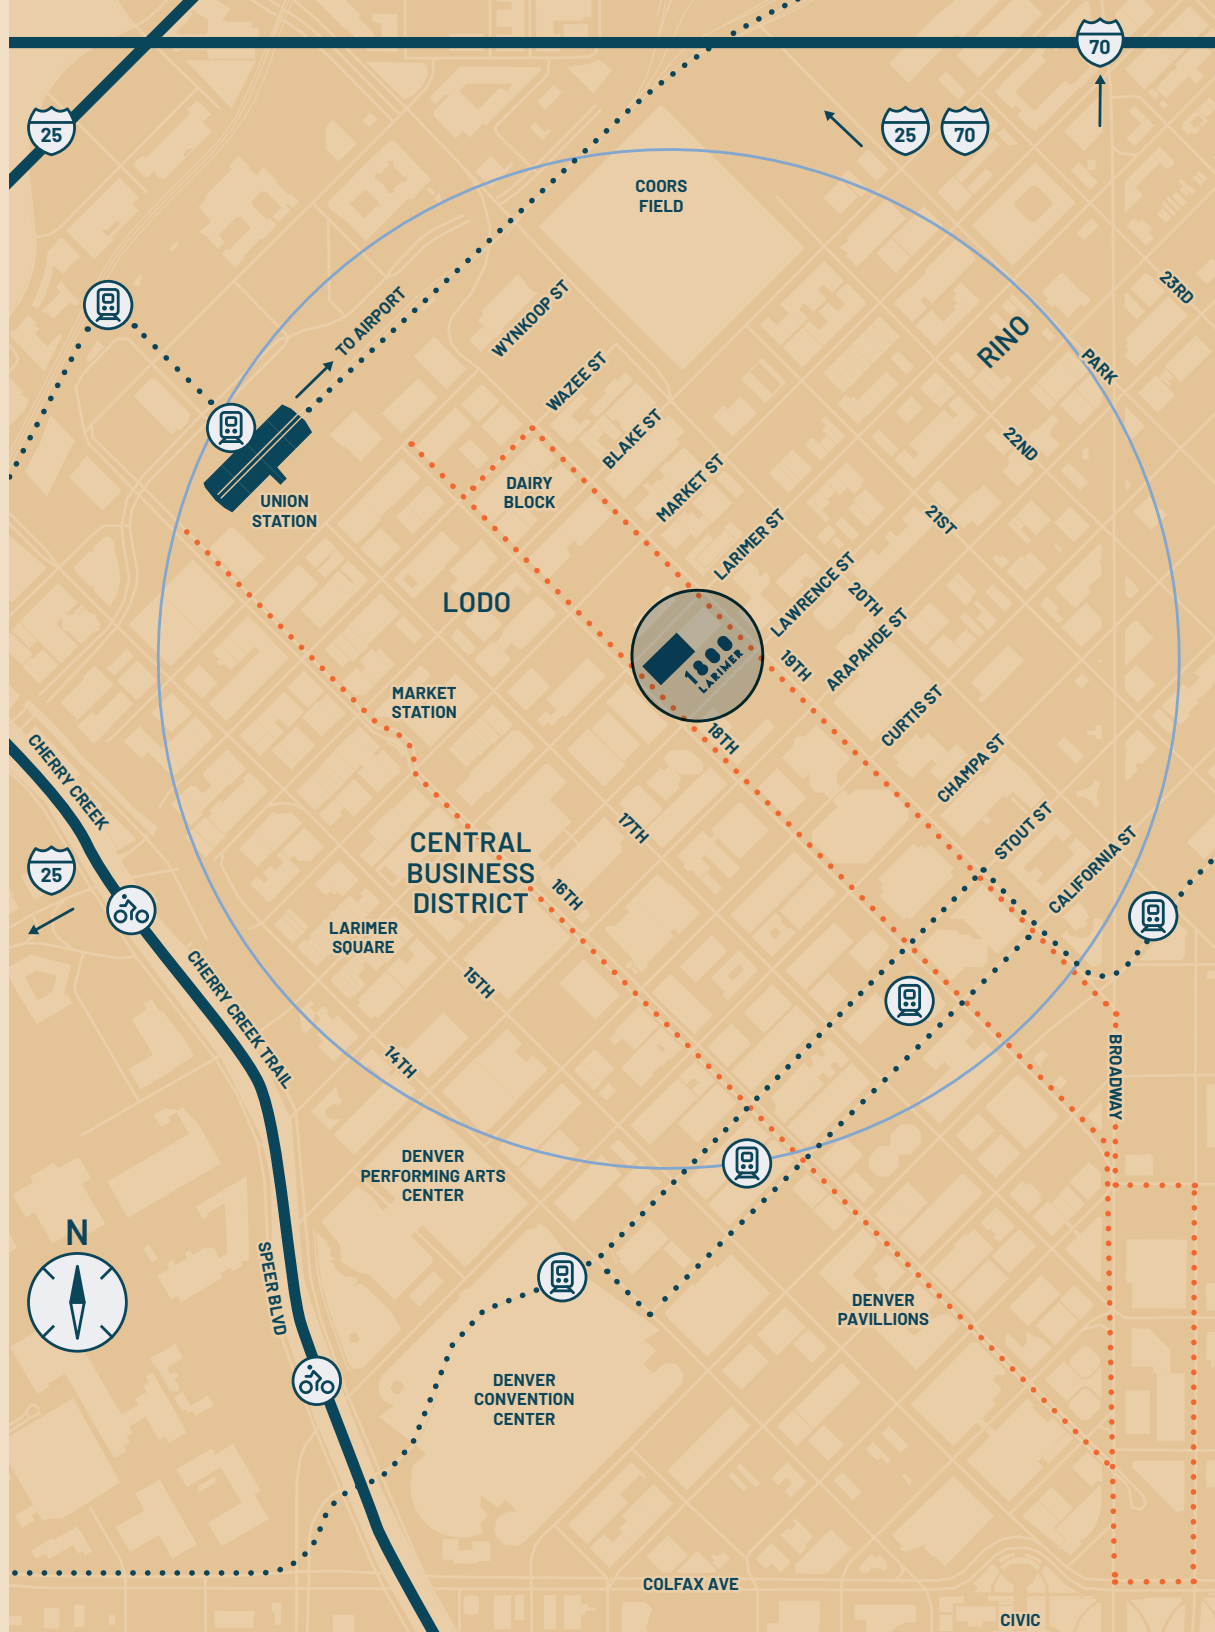 70
25
25
70
COORS
FIELD
23RD
WYNKOOP ST
TO AIRPORT
RINO
PARK
WAZEE ST
BLAKE ST
22ND
MARKET ST
DAIRY
BLOCK
UNION
STATION
LARIMER ST
21ST
LAWRENCE ST
20TH
LODO
ARAPAHOE ST
1800
LARIMER
19TH
MARKET
STATION
CURTIS ST
18TH
CHERRY CREEK
CHAMPA ST
17TH
STOUT ST
CENTRAL
BUSINESS
DISTRICT
CALIFORNIA ST
25
16TH
LARIMER
SQUARE
15TH
CHERRY CREEK TRAIL
14TH
BROADWAY
DENVER
PERFORMING ARTS
CENTER
N
SPEER BLVD
DENVER
PAVILLIONS
DENVER
CONVENTION
CENTER
COLFAX AVE
CIVIC